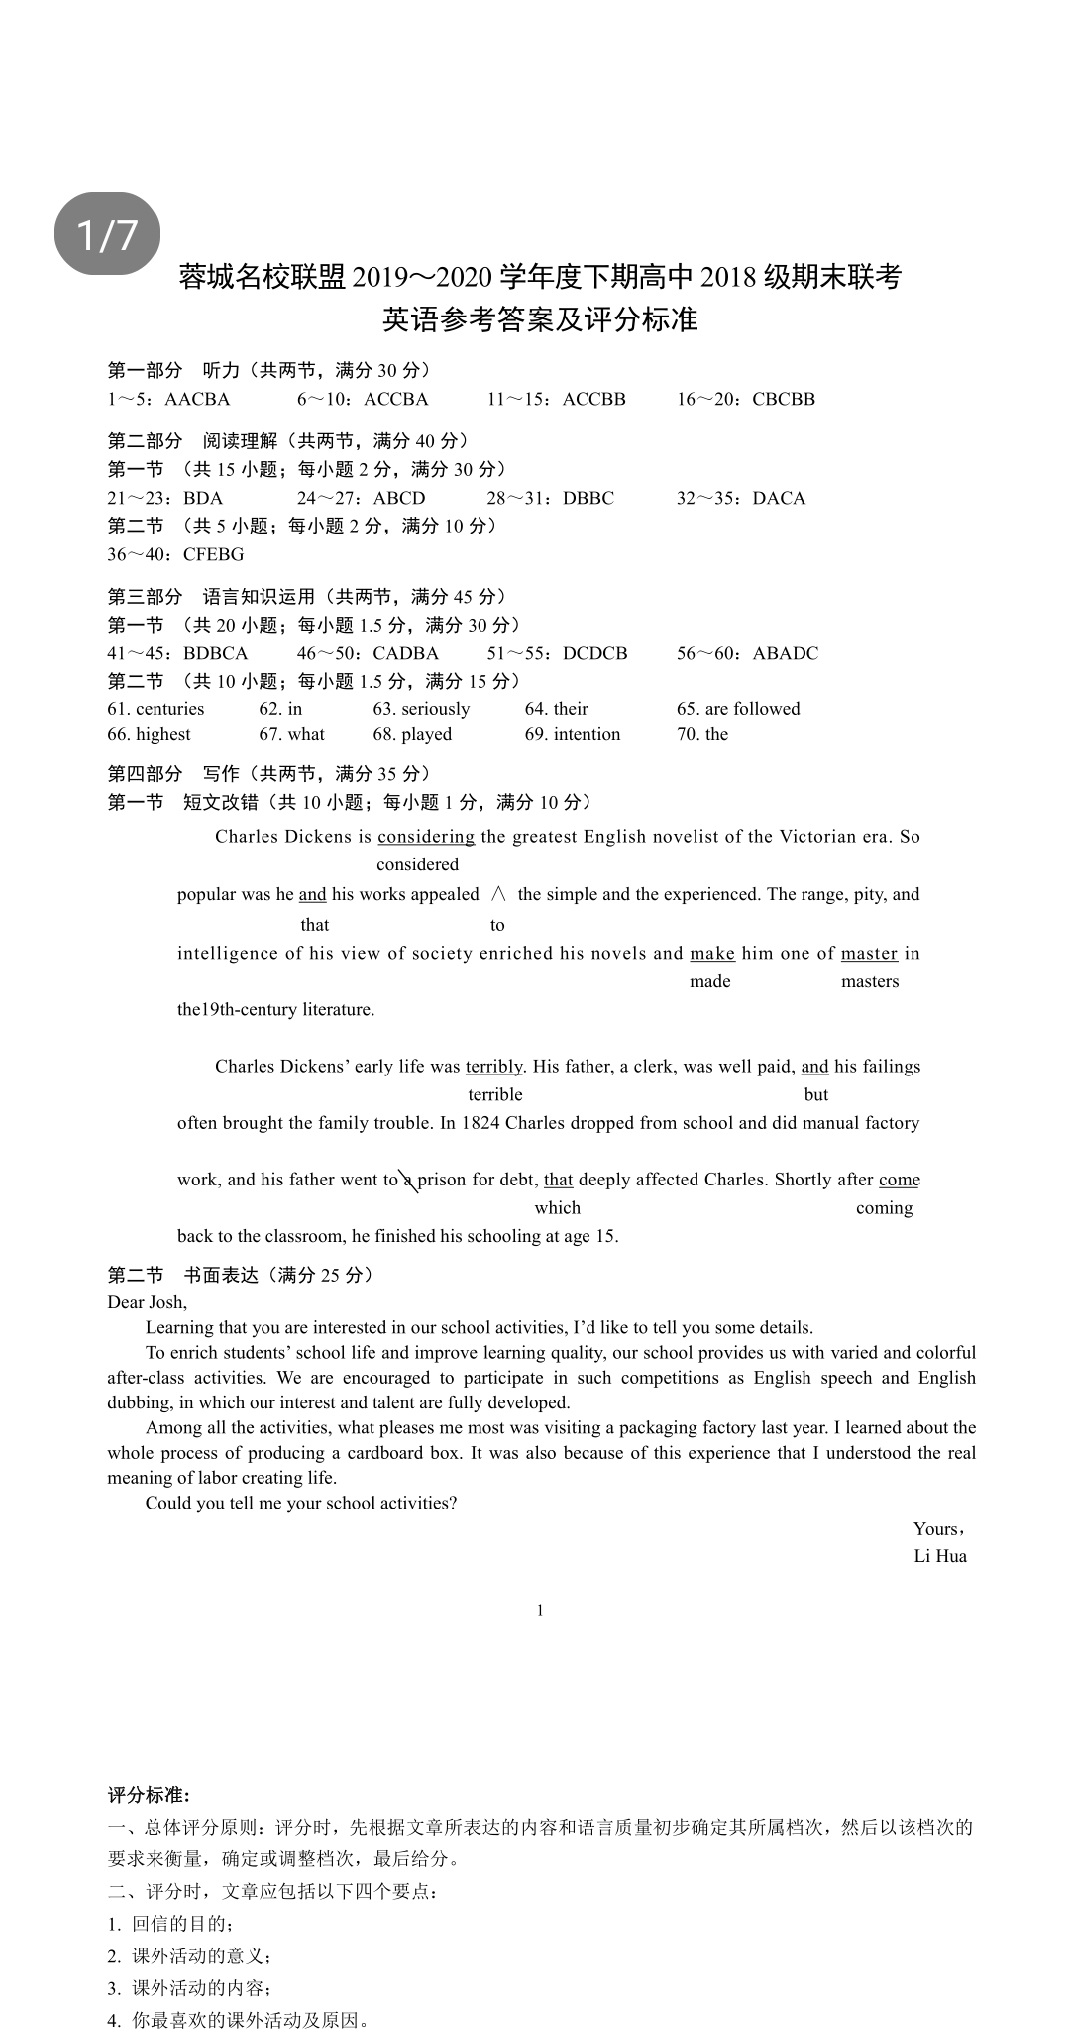 1/7
蓉城名校联盟 2019～2020 学年度下期高中 2018 级期末联考
英语参考答案及评分标准
第一部分 听力（共两节，满分 30 分）
1～5：AACBA 6～10：ACCBA 11～15：ACCBB 16～20：CBCBB
第二部分 阅读理解（共两节，满分 40 分）
第一节 （共 15 小题；每小题 2 分，满分 30 分）
21～23：BDA 24～27：ABCD 28～31：DBBC 32～35：DACA
第二节 （共 5 小题；每小题 2 分，满分 10 分）
36～40：CFEBG
第三部分 语言知识运用（共两节，满分 45 分）
第一节 （共 20 小题；每小题 1.5 分，满分 30 分）
41～45：BDBCA 46～50：CADBA 51～55：DCDCB 56～60：ABADC
第二节 （共 10 小题；每小题 1.5 分，满分 15 分）
61. centuries 62. in 63. seriously 64. their 65. are followed
66. highest 67. what 68. played 69. intention 70. the
第四部分 写作（共两节，满分 35 分）
第一节 短文改错（共 10 小题；每小题 1 分，满分 10 分）
Charles Dickens is considering the greatest English novelist of the Victorian era. So
considered
popular was he and his works appealed ∧ the simple and the experienced. The range, pity, and
that to
intelligence of his view of society enriched his novels and make him one of master in
made masters
the19th-century literature.
Charles Dickens’ early life was terribly. His father, a clerk, was well paid, and his failings
terrible but
often brought the family trouble. In 1824 Charles dropped from school and did manual factory
work, and his father went to a prison for debt, that deeply affected Charles. Shortly after come
which coming
back to the classroom, he finished his schooling at age 15.
第二节 书面表达（满分 25 分）
Dear Josh,
Learning that you are interested in our school activities, I’d like to tell you some details.
To enrich students’ school life and improve learning quality, our school provides us with varied and colorful
after-class activities. We are encouraged to participate in such competitions as English speech and English
dubbing, in which our interest and talent are fully developed.
Among all the activities, what pleases me most was visiting a packaging factory last year. I learned about the
whole process of producing a cardboard box. It was also because of this experience that I understood the real
meaning of labor creating life.
Could you tell me your school activities?
Yours，
Li Hua
1
评分标准：
一、总体评分原则：评分时，先根据文章所表达的内容和语言质量初步确定其所属档次，然后以该档次的
要求来衡量，确定或调整档次，最后给分。
二、评分时，文章应包括以下四个要点：
1. 回信的目的；
2. 课外活动的意义；
3. 课外活动的内容；
4. 你最喜欢的课外活动及原因。